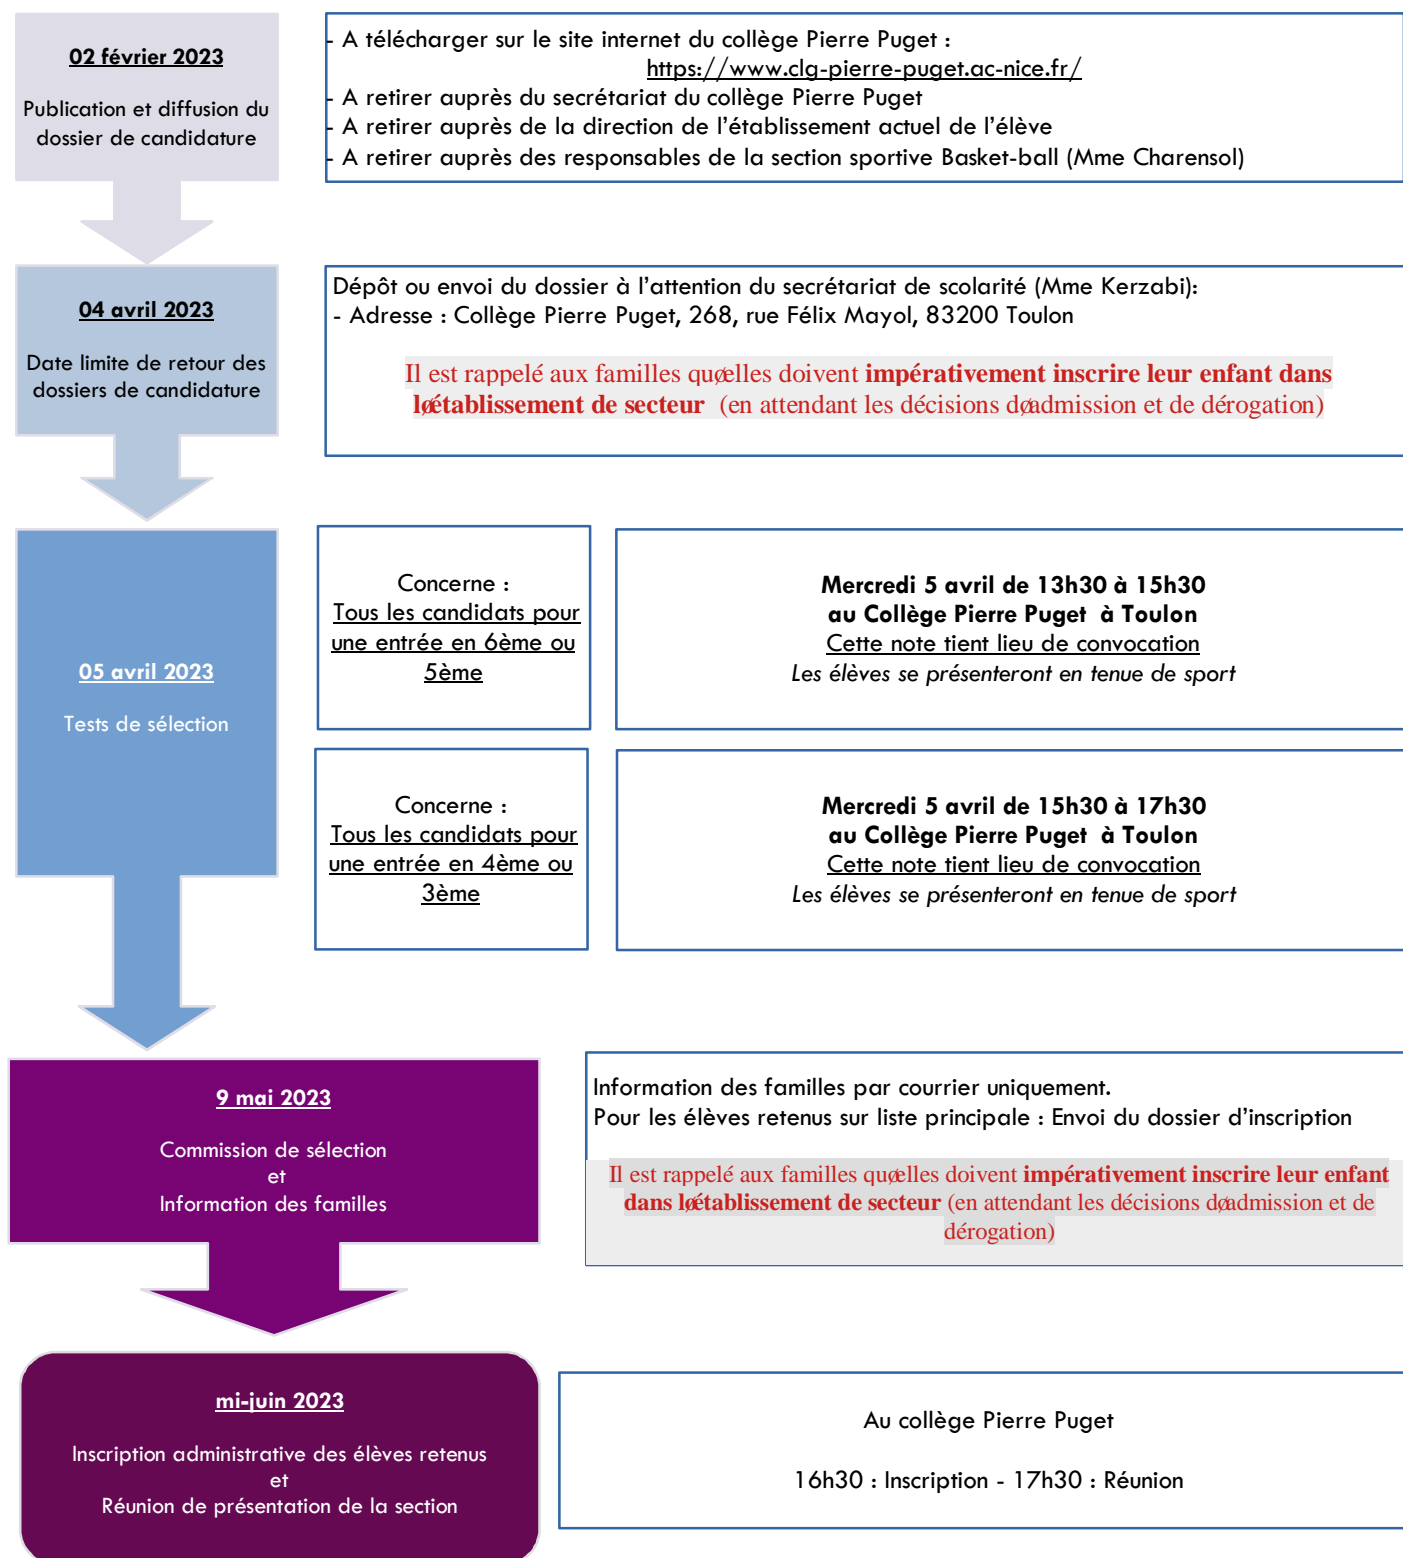 02 février 2023
Publication et diffusion du
dossier de candidature
- A télécharger sur le site internet du collège Pierre Puget :
https://www.clg-pierre-puget.ac-nice.fr/
- A retirer auprès du secrétariat du collège Pierre Puget
- A retirer auprès de la direction de l'établissement actuel de l'élève
- A retirer auprès des responsables de la section sportive Basket-ball (Mme Charensol)
04 avril 2023
Date limite de retour des
dossiers de candidature
Dépôt ou envoi du dossier à l'attention du secrétariat de scolarité (Mme Kerzabi):
- Adresse : Collège Pierre Puget, 268, rue Félix Mayol, 83200 Toulon
Il est rappelé aux familles quøelles doivent impérativement inscrire leur enfant dans
løétablissement de secteur (en attendant les décisions døadmission et de dérogation)
05 avril 2023
Tests de sélection
Concerne :
Tous les candidats pour
une entrée en 6ème ou
5ème
Mercredi 5 avril de 13h30 à 15h30
au Collège Pierre Puget à Toulon
Cette note tient lieu de convocation
Les élèves se présenteront en tenue de sport
Concerne :
Tous les candidats pour
une entrée en 4ème ou
3ème
Mercredi 5 avril de 15h30 à 17h30
au Collège Pierre Puget à Toulon
Cette note tient lieu de convocation
Les élèves se présenteront en tenue de sport
9 mai 2023
Commission de sélection
et
Information des familles
Information des familles par courrier uniquement.
Pour les élèves retenus sur liste principale : Envoi du dossier d'inscription
Il est rappelé aux familles quøelles doivent impérativement inscrire leur enfant
dans løétablissement de secteur (en attendant les décisions døadmission et de
dérogation)
mi-juin 2023
Inscription administrative des élèves retenus
et
Réunion de présentation de la section
Au collège Pierre Puget
16h30 : Inscription - 17h30 : Réunion